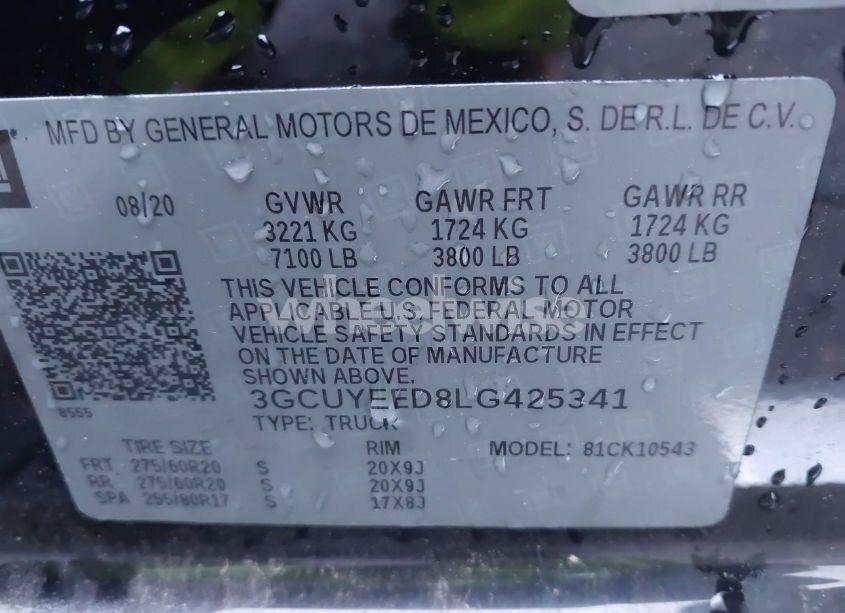 MFD BY GENERAL MOTORS DE MEXICO, S. DE R.L. DE C.V.
08/20 GVWR GAWR FRT GAWR RR
3221 KG 1724 KG 1724 KG
7100 LB 3800 LB 3800 LB
THIS VEHICLE CONFORMS TO ALL
APPLICABLE U.S. FEDERAL MOTOR
VEHICLE SAFETY STANDARDS IN EFFECT
ON THE DATE OF MANUFACTURE
SHOWN ABOVE.
3GCUYEED8LG425341
TYPE: TRUCK
8555
TIRE SIZE RIM MODEL: 81CK10543
FRT 275/60R20 S 20X9J
RR 275/60R20 S 20X9J
SPA 255/80R17 S 17X8J